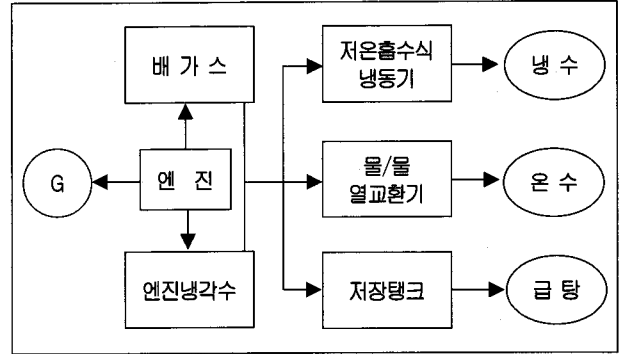 배 가 스
저온흡수식
냉동기
냉 수
G
엔 진
물/물
열교환기
온 수
엔진냉각수
저장탱크
급 탕